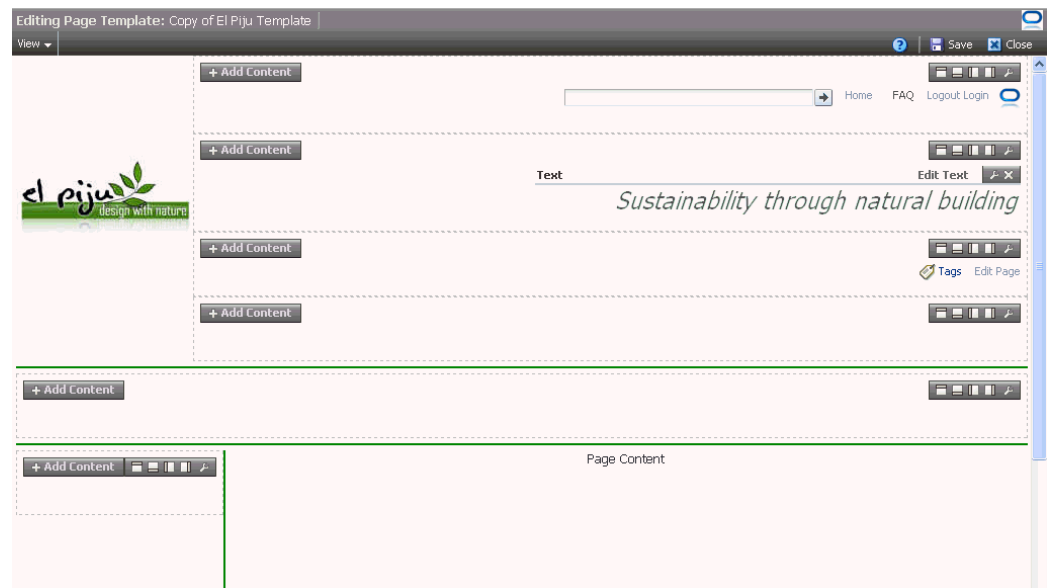 Editing Page Template: Copy of El Piju Template
View
Save Close
+ Add Content
Home FAQ Logout Login
+ Add Content
Text Edit Text
el piju
design with nature
Sustainability through natural building
+ Add Content
Tags Edit Page
+ Add Content
+ Add Content
+ Add Content
Page Content